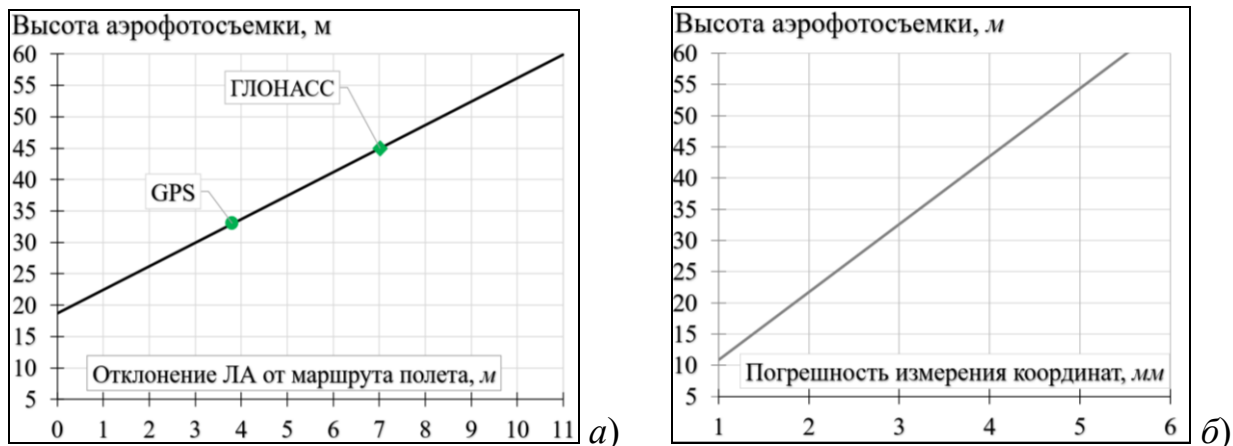 Высота аэрофотосъемки, м
60
55
50
45
40
35
30
25
20
15
10
5
ГЛОНАСС
GPS
Отклонение ЛА от маршрута полета, м
0 1 2 3 4 5 6 7 8 9 10 11
а)
Высота аэрофотосъемки, м
60
55
50
45
40
35
30
25
20
15
10
5
Погрешность измерения координат, мм
1 2 3 4 5 6
б)